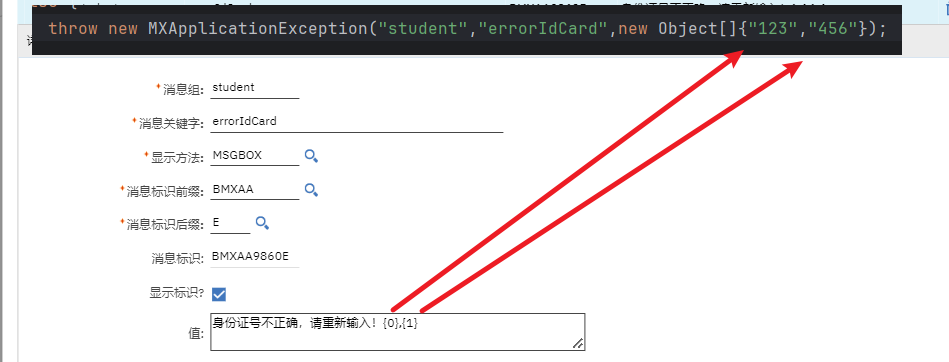 throw new MXApplicationException("student","errorIdCard",new Object[]{"123","456"});
*消息组: student
*消息关键字: errorIdCard
*显示方法: MSGBOX
*消息标识前缀: BMXAA
*消息标识后缀: E
消息标识: BMXAA9860E
显示标识?
值: 身份证号不正确，请重新输入！{0},{1}